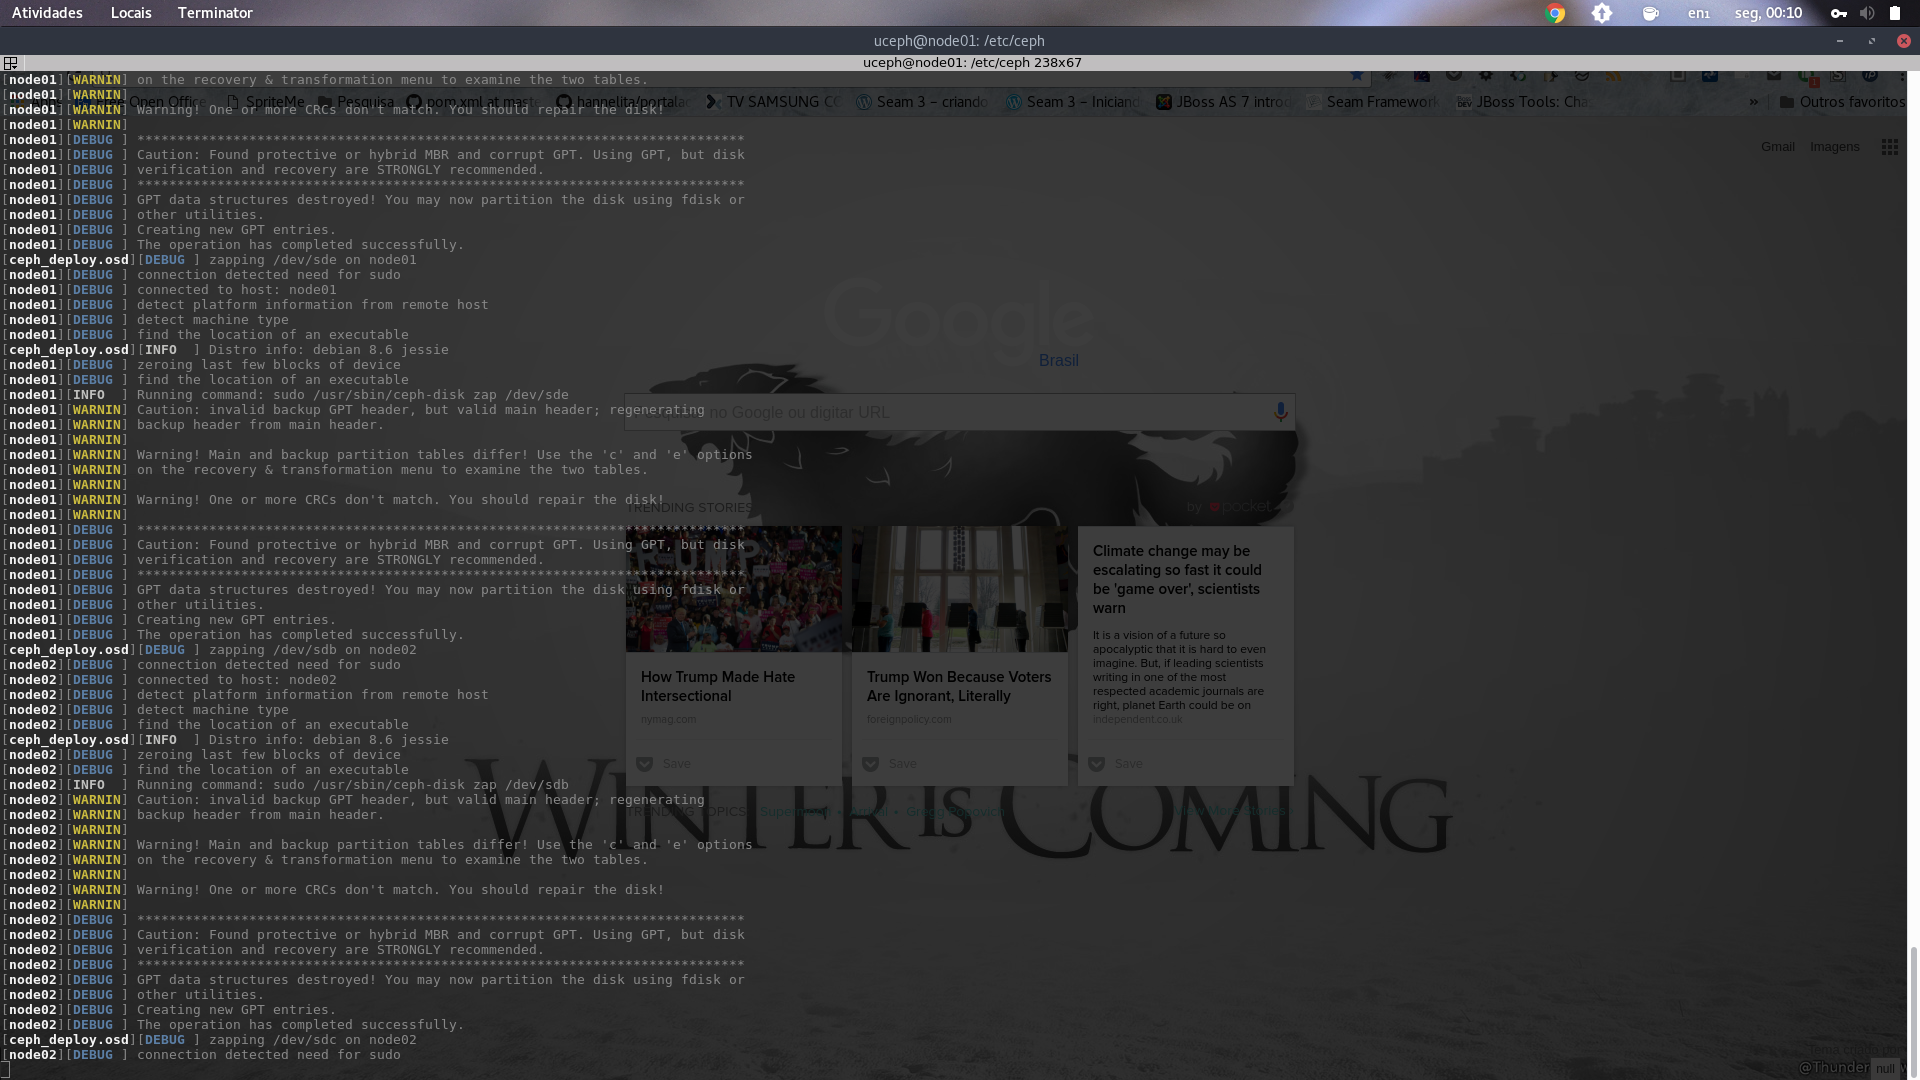 Atividades Locais Terminator en₁ seg, 00:10
uceph@node01: /etc/ceph
uceph@node01: /etc/ceph 238x67
[node01][WARNIN] on the recovery & transformation menu to examine the two tables.
[node01][WARNIN]
Open Office SpriteMe Pesquisa pom.xml at maste hannelita/portala TV SAMSUNG CO Seam 3 – criando Seam 3 – Iniciand JBoss AS 7 introd Seam Framework JBoss Tools: Cha » Outros favoritos
[node01][WARNIN] Warning! One or more CRCs don't match. You should repair the disk!
[node01][WARNIN]
[node01][DEBUG ] ****************************************************************************
[node01][DEBUG ] Caution: Found protective or hybrid MBR and corrupt GPT. Using GPT, but disk
Gmail Imagens
[node01][DEBUG ] verification and recovery are STRONGLY recommended.
[node01][DEBUG ] ****************************************************************************
[node01][DEBUG ] GPT data structures destroyed! You may now partition the disk using fdisk or
[node01][DEBUG ] other utilities.
[node01][DEBUG ] Creating new GPT entries.
[node01][DEBUG ] The operation has completed successfully.
[ceph_deploy.osd][DEBUG ] zapping /dev/sde on node01
[node01][DEBUG ] connection detected need for sudo
[node01][DEBUG ] connected to host: node01
[node01][DEBUG ] detect platform information from remote host
[node01][DEBUG ] detect machine type
Google
[node01][DEBUG ] find the location of an executable
[ceph_deploy.osd][INFO  ] Distro info: debian 8.6 jessie
Brasil
[node01][DEBUG ] zeroing last few blocks of device
[node01][DEBUG ] find the location of an executable
[node01][INFO  ] Running command: sudo /usr/sbin/ceph-disk zap /dev/sde
[node01][WARNIN] Caution: invalid backup GPT header, but valid main header; regenerating
no Google ou digitar URL
[node01][WARNIN] backup header from main header.
[node01][WARNIN]
[node01][WARNIN] Warning! Main and backup partition tables differ! Use the 'c' and 'e' options
[node01][WARNIN] on the recovery & transformation menu to examine the two tables.
[node01][WARNIN]
[node01][WARNIN] Warning! One or more CRCs don't match. You should repair the disk!
TRENDING STORIES by pocket
[node01][WARNIN]
[node01][DEBUG ] ****************************************************************************
[node01][DEBUG ] Caution: Found protective or hybrid MBR and corrupt GPT. Using GPT, but disk
[node01][DEBUG ] verification and recovery are STRONGLY recommended.
[node01][DEBUG ] ****************************************************************************
[node01][DEBUG ] GPT data structures destroyed! You may now partition the disk using fdisk or
[node01][DEBUG ] other utilities.
[node01][DEBUG ] Creating new GPT entries.
[node01][DEBUG ] The operation has completed successfully.
[ceph_deploy.osd][DEBUG ] zapping /dev/sdb on node02
[node02][DEBUG ] connection detected need for sudo
[node02][DEBUG ] connected to host: node02
[node02][DEBUG ] detect platform information from remote host
[node02][DEBUG ] detect machine type
[node02][DEBUG ] find the location of an executable
[ceph_deploy.osd][INFO  ] Distro info: debian 8.6 jessie
[node02][DEBUG ] zeroing last few blocks of device
[node02][DEBUG ] find the location of an executable
[node02][INFO  ] Running command: sudo /usr/sbin/ceph-disk zap /dev/sdb
[node02][WARNIN] Caution: invalid backup GPT header, but valid main header; regenerating
[node02][WARNIN] backup header from main header.
[node02][WARNIN]
[node02][WARNIN] Warning! Main and backup partition tables differ! Use the 'c' and 'e' options
[node02][WARNIN] on the recovery & transformation menu to examine the two tables.
[node02][WARNIN]
[node02][WARNIN] Warning! One or more CRCs don't match. You should repair the disk!
[node02][WARNIN]
[node02][DEBUG ] ****************************************************************************
[node02][DEBUG ] Caution: Found protective or hybrid MBR and corrupt GPT. Using GPT, but disk
[node02][DEBUG ] verification and recovery are STRONGLY recommended.
[node02][DEBUG ] ****************************************************************************
[node02][DEBUG ] GPT data structures destroyed! You may now partition the disk using fdisk or
[node02][DEBUG ] other utilities.
[node02][DEBUG ] Creating new GPT entries.
[node02][DEBUG ] The operation has completed successfully.
[ceph_deploy.osd][DEBUG ] zapping /dev/sdc on node02
[node02][DEBUG ] connection detected need for sudo
TRUMP
How Trump Made Hate
Intersectional
nymag.com
Save
Trump Won Because Voters
Are Ignorant, Literally
foreignpolicy.com
Save
Climate change may be
escalating so fast it could
be 'game over', scientists
warn
It is a vision of a future so
apocalyptic that it is hard to even
imagine. But, if leading scientists
writing in one of the most
respected academic journals are
right, planet Earth could be on
independent.co.uk
Save
TRENDING TOPICS Gregg Popovich View More Stories
WINTER IS COMING
@Thunder null